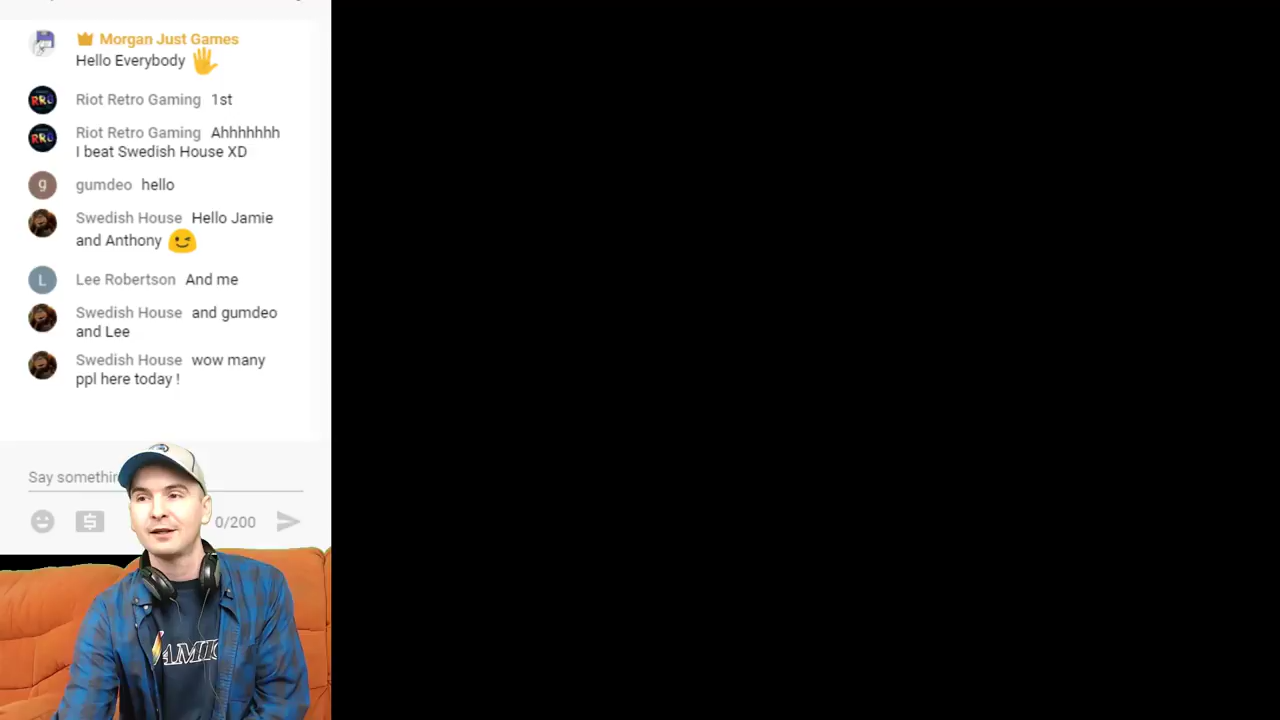 Morgan Just Games
Hello Everybody
Riot Retro Gaming 1st
Riot Retro Gaming Ahhhhhhh
I beat Swedish House XD
g
gumdeo hello
Swedish House Hello Jamie
and Anthony
L
Lee Robertson And me
Swedish House and gumdeo
and Lee
Swedish House wow many
ppl here today !
Say somethin
0/200
AMI